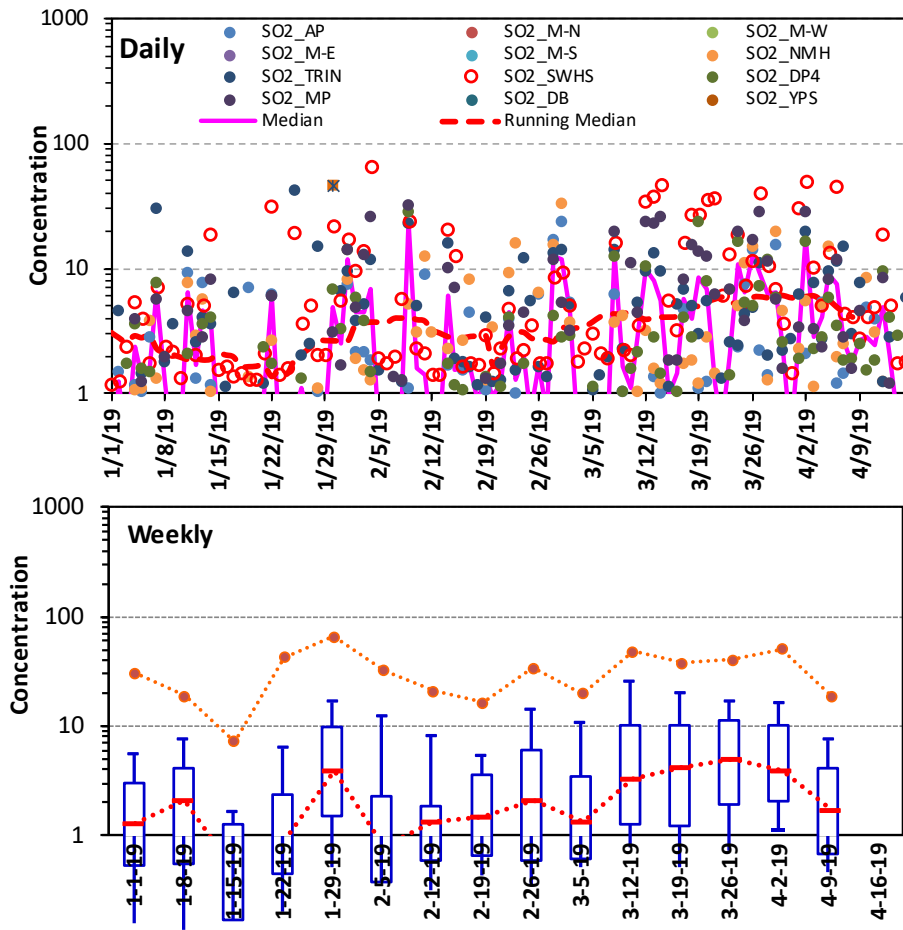 1000
Daily
SO2_AP SO2_M-N SO2_M-W
SO2_M-E SO2_M-S SO2_NMH
SO2_TRIN SO2_SWHS SO2_DP4
SO2_MP SO2_DB SO2_YPS
Median Running Median
100
10
1
Concentration
1/1/19 1/8/19 1/15/19 1/22/19 1/29/19 2/5/19 2/12/19 2/19/19 2/26/19 3/5/19 3/12/19 3/19/19 3/26/19 4/2/19 4/9/19
1000
Weekly
100
10
1
Concentration
1-1-19 1-8-19 1-15-19 1-22-19 1-29-19 2-5-19 2-12-19 2-19-19 2-26-19 3-5-19 3-12-19 3-19-19 3-26-19 4-2-19 4-9-19 4-16-19